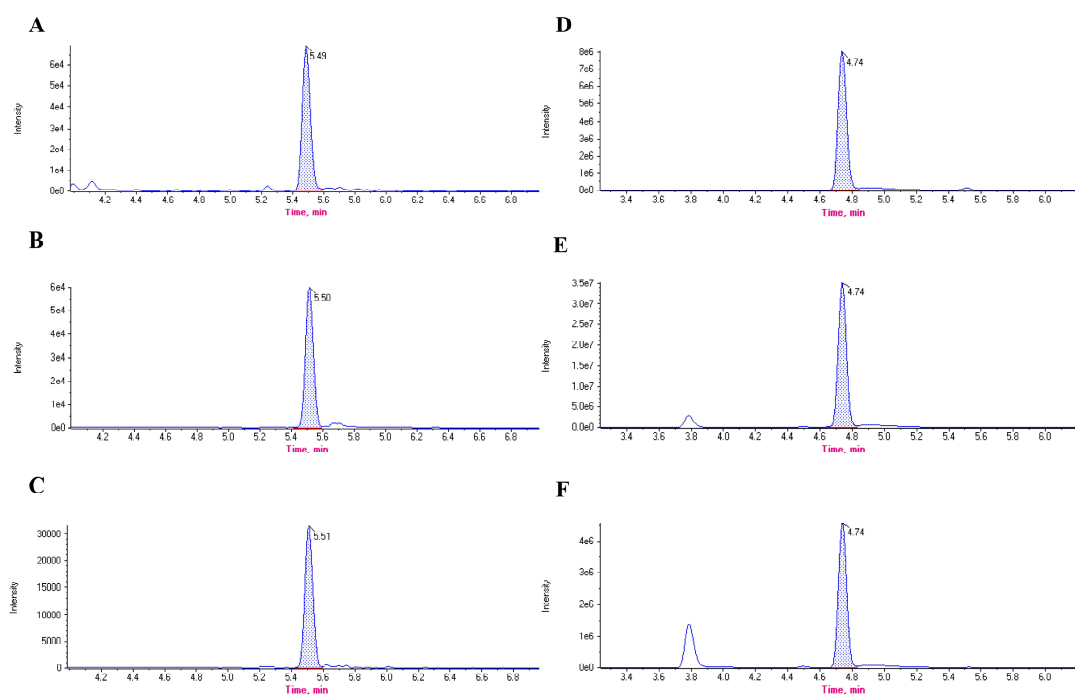 A
5.49
6e4
5e4
4e4
3e4
2e4
1e4
0e0
Intensity
4.2 4.4 4.6 4.8 5.0 5.2 5.4 5.6 5.8 6.0 6.2 6.4 6.6 6.8
Time, min
B
5.50
6e4
5e4
4e4
3e4
2e4
1e4
0e0
Intensity
4.2 4.4 4.6 4.8 5.0 5.2 5.4 5.6 5.8 6.0 6.2 6.4 6.6 6.8
Time, min
C
5.51
30000
25000
20000
15000
10000
5000
0
Intensity
4.2 4.4 4.6 4.8 5.0 5.2 5.4 5.6 5.8 6.0 6.2 6.4 6.6 6.8
Time, min
D
4.74
8e6
7e6
6e6
5e6
4e6
3e6
2e6
1e6
0e0
Intensity
3.4 3.6 3.8 4.0 4.2 4.4 4.6 4.8 5.0 5.2 5.4 5.6 5.8 6.0
Time, min
E
4.74
3.5e7
3.0e7
2.5e7
2.0e7
1.5e7
1.0e7
5.0e6
0.0e0
Intensity
3.4 3.6 3.8 4.0 4.2 4.4 4.6 4.8 5.0 5.2 5.4 5.6 5.8 6.0
Time, min
F
4.74
4e6
3e6
2e6
1e6
0e0
Intensity
3.4 3.6 3.8 4.0 4.2 4.4 4.6 4.8 5.0 5.2 5.4 5.6 5.8 6.0
Time, min